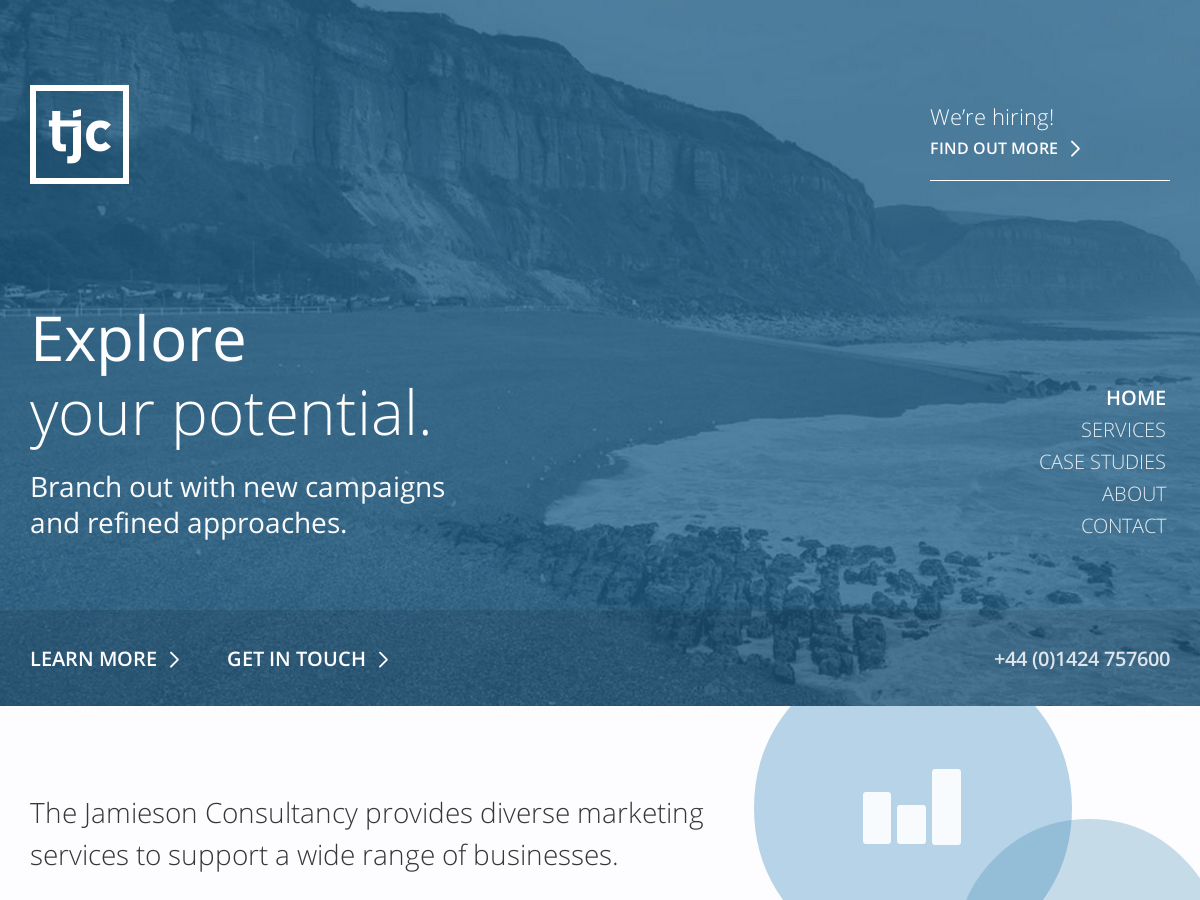 tjc
We’re hiring!
FIND OUT MORE
Explore
your potential.
Branch out with new campaigns
and refined approaches.
HOME
SERVICES
CASE STUDIES
ABOUT
CONTACT
LEARN MORE
GET IN TOUCH
+44 (0)1424 757600
The Jamieson Consultancy provides diverse marketing
services to support a wide range of businesses.